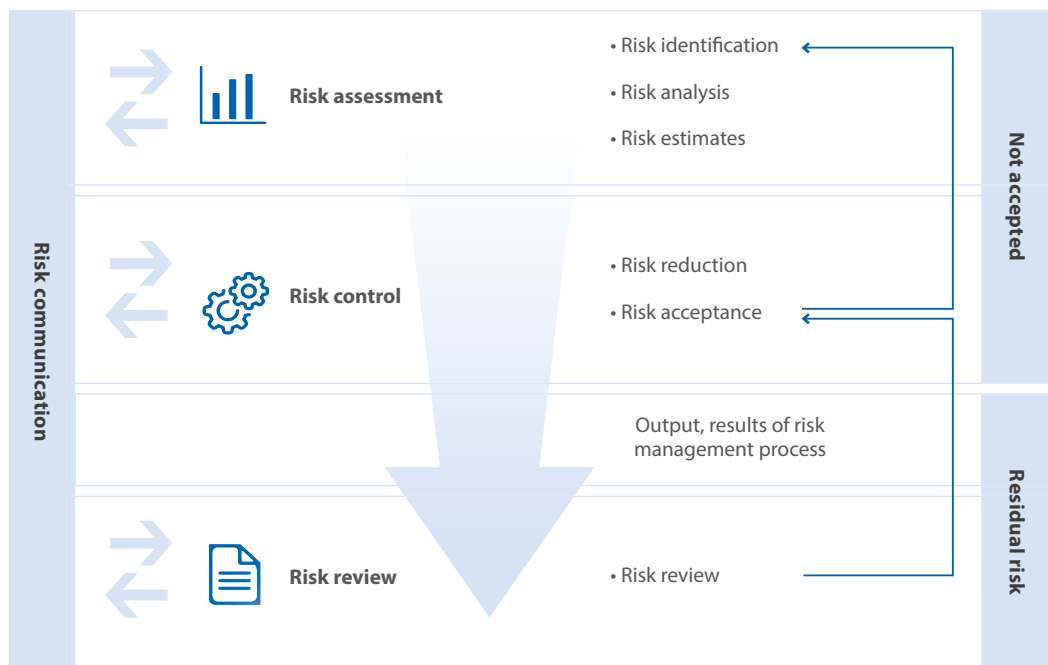 Risk communication
Risk assessment
• Risk identification
• Risk analysis
• Risk estimates
Not accepted
Risk control
• Risk reduction
• Risk acceptance
Output, results of risk
management process
Residual risk
Risk review
• Risk review